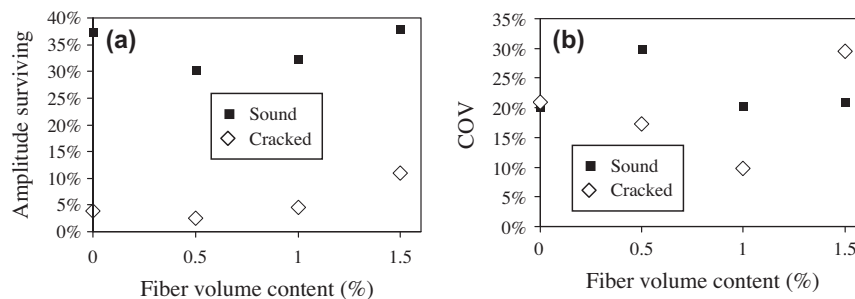 (a)
Amplitude surviving
40%
35%
30%
25%
20%
15%
10%
5%
0%
Sound
Cracked
0 0.5 1 1.5
Fiber volume content (%)
(b)
COV
35%
30%
25%
20%
15%
10%
5%
0%
Sound
Cracked
0 0.5 1 1.5
Fiber volume content (%)